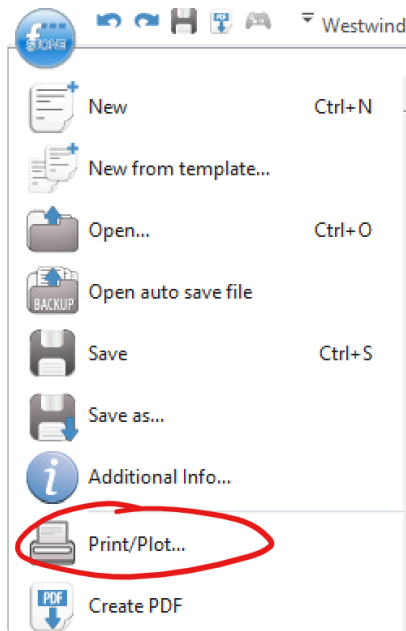 f
STONE
PDF
Westwind
New Ctrl+N
New from template...
Open... Ctrl+O
BACKUP
Open auto save file
Save Ctrl+S
Save as...
i
Additional Info...
Print/Plot...
PDF
Create PDF